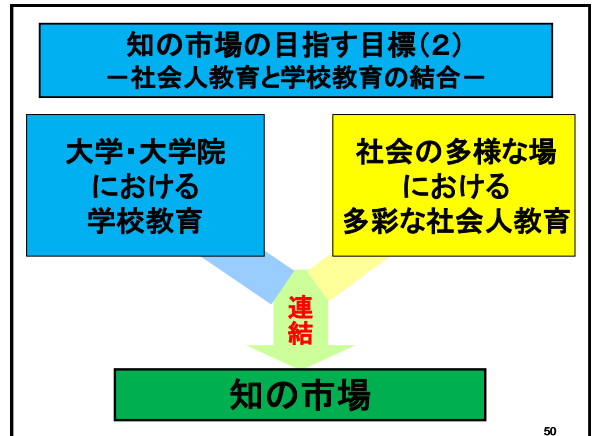 知の市場の目指す目標(2)
－社会人教育と学校教育の結合－
大学・大学院
における
学校教育
社会の多様な場
における
多彩な社会人教育
連
結
知の市場
50